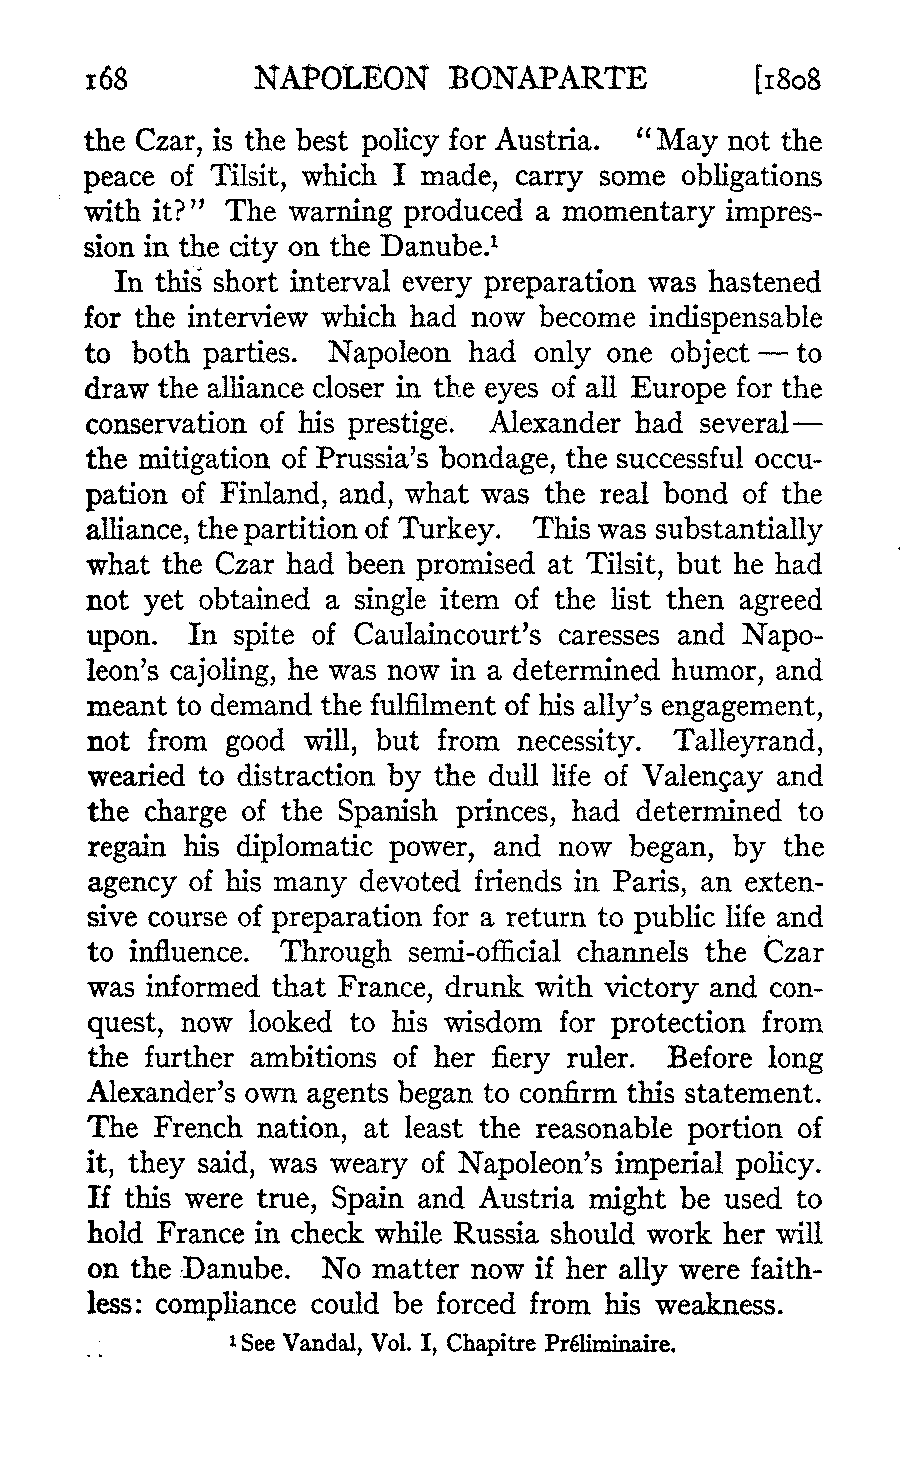 168 NAPOLEON BONAPARTE [1808
the Czar, is the best policy for Austria. "May not the
peace of Tilsit, which I made, carry some obligations
with it?" The warning produced a momentary impres-
sion in the city on the Danube.¹
In this short interval every preparation was hastened
for the interview which had now become indispensable
to both parties. Napoleon had only one object — to
draw the alliance closer in the eyes of all Europe for the
conservation of his prestige. Alexander had several—
the mitigation of Prussia's bondage, the successful occu-
pation of Finland, and, what was the real bond of the
alliance, the partition of Turkey. This was substantially
what the Czar had been promised at Tilsit, but he had
not yet obtained a single item of the list then agreed
upon. In spite of Caulaincourt's caresses and Napo-
leon's cajoling, he was now in a determined humor, and
meant to demand the fulfilment of his ally's engagement,
not from good will, but from necessity. Talleyrand,
wearied to distraction by the dull life of Valençay and
the charge of the Spanish princes, had determined to
regain his diplomatic power, and now began, by the
agency of his many devoted friends in Paris, an exten-
sive course of preparation for a return to public life and
to influence. Through semi-official channels the Czar
was informed that France, drunk with victory and con-
quest, now looked to his wisdom for protection from
the further ambitions of her fiery ruler. Before long
Alexander's own agents began to confirm this statement.
The French nation, at least the reasonable portion of
it, they said, was weary of Napoleon's imperial policy.
If this were true, Spain and Austria might be used to
hold France in check while Russia should work her will
on the Danube. No matter now if her ally were faith-
less: compliance could be forced from his weakness.
¹ See Vandal, Vol. I, Chapitre Préliminaire.